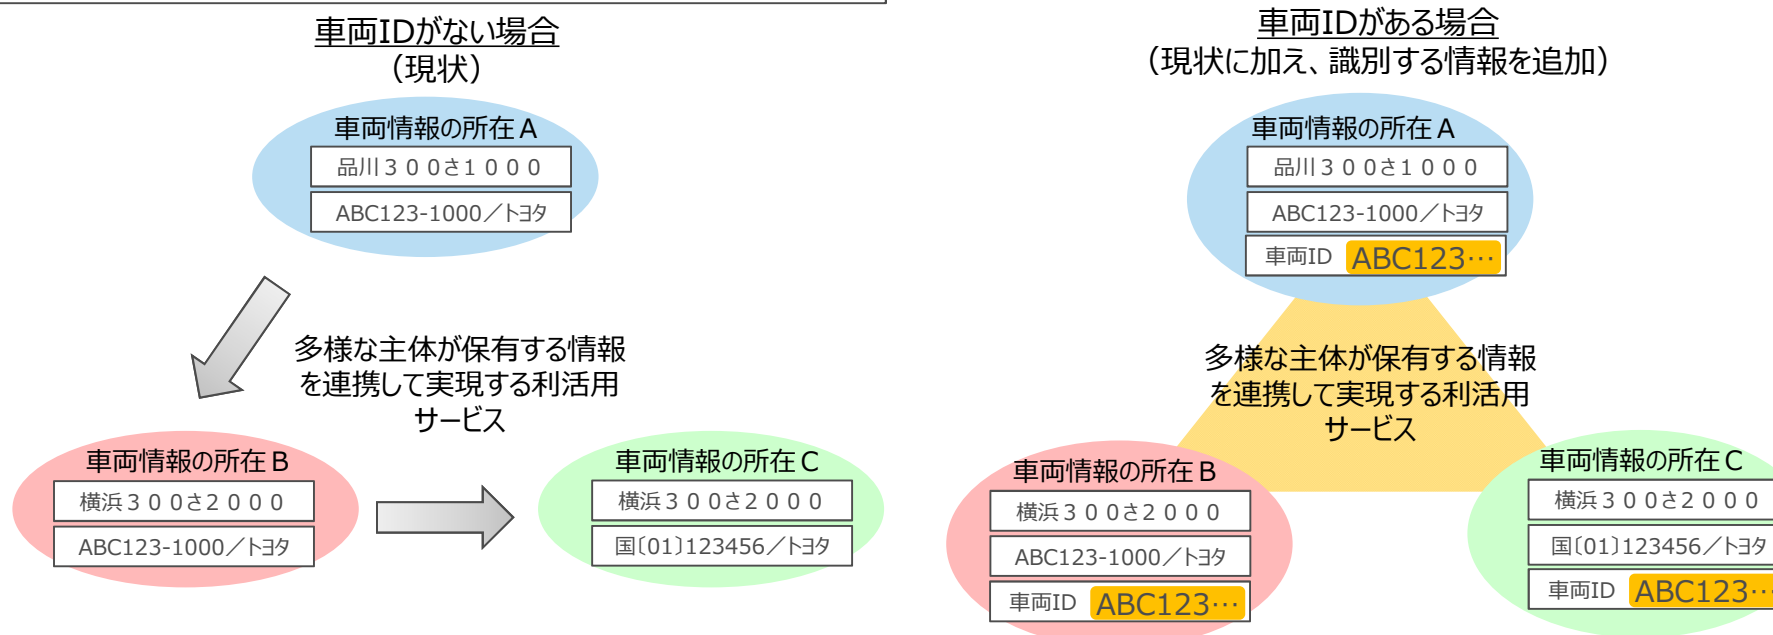 車両IDがない場合
（現状）
車両情報の所在A
品川３００さ１０００
ABC123-1000／トヨタ
多様な主体が保有する情報
を連携して実現する利活用
サービス
車両情報の所在B
横浜３００さ２０００
ABC123-1000／トヨタ
車両情報の所在C
横浜３００さ２０００
国〔01〕123456／トヨタ
車両IDがある場合
（現状に加え、識別する情報を追加）
車両情報の所在A
品川３００さ１０００
ABC123-1000／トヨタ
車両ID ABC123…
多様な主体が保有する情報
を連携して実現する利活用
サービス
車両情報の所在B
横浜３００さ２０００
ABC123-1000／トヨタ
車両ID ABC123…
車両情報の所在C
横浜３００さ２０００
国〔01〕123456／トヨタ
車両ID ABC123…